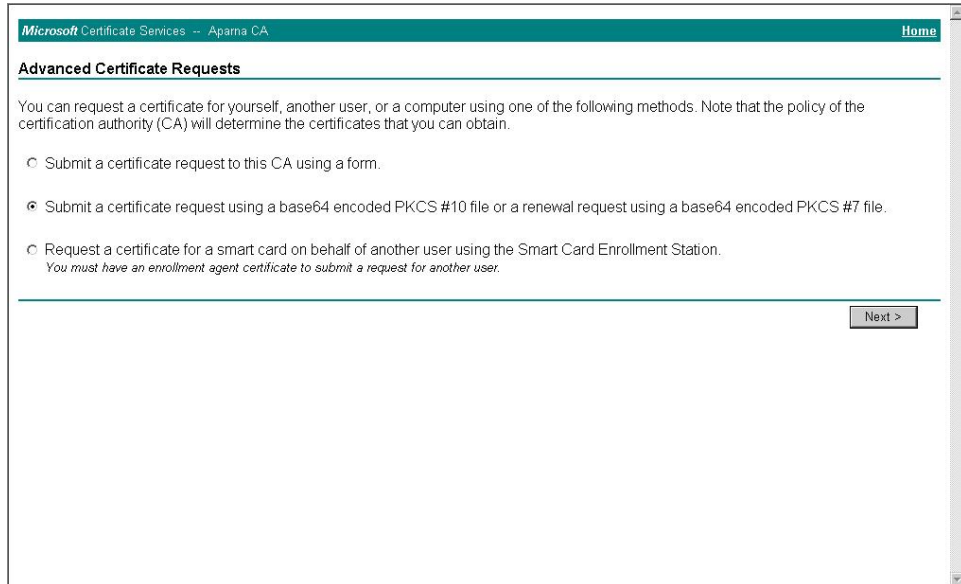 Microsoft Certificate Services -- Aparna CA Home
Advanced Certificate Requests
You can request a certificate for yourself, another user, or a computer using one of the following methods. Note that the policy of the
certification authority (CA) will determine the certificates that you can obtain.
Submit a certificate request to this CA using a form.
Submit a certificate request using a base64 encoded PKCS #10 file or a renewal request using a base64 encoded PKCS #7 file.
Request a certificate for a smart card on behalf of another user using the Smart Card Enrollment Station.
You must have an enrollment agent certificate to submit a request for another user.
Next >